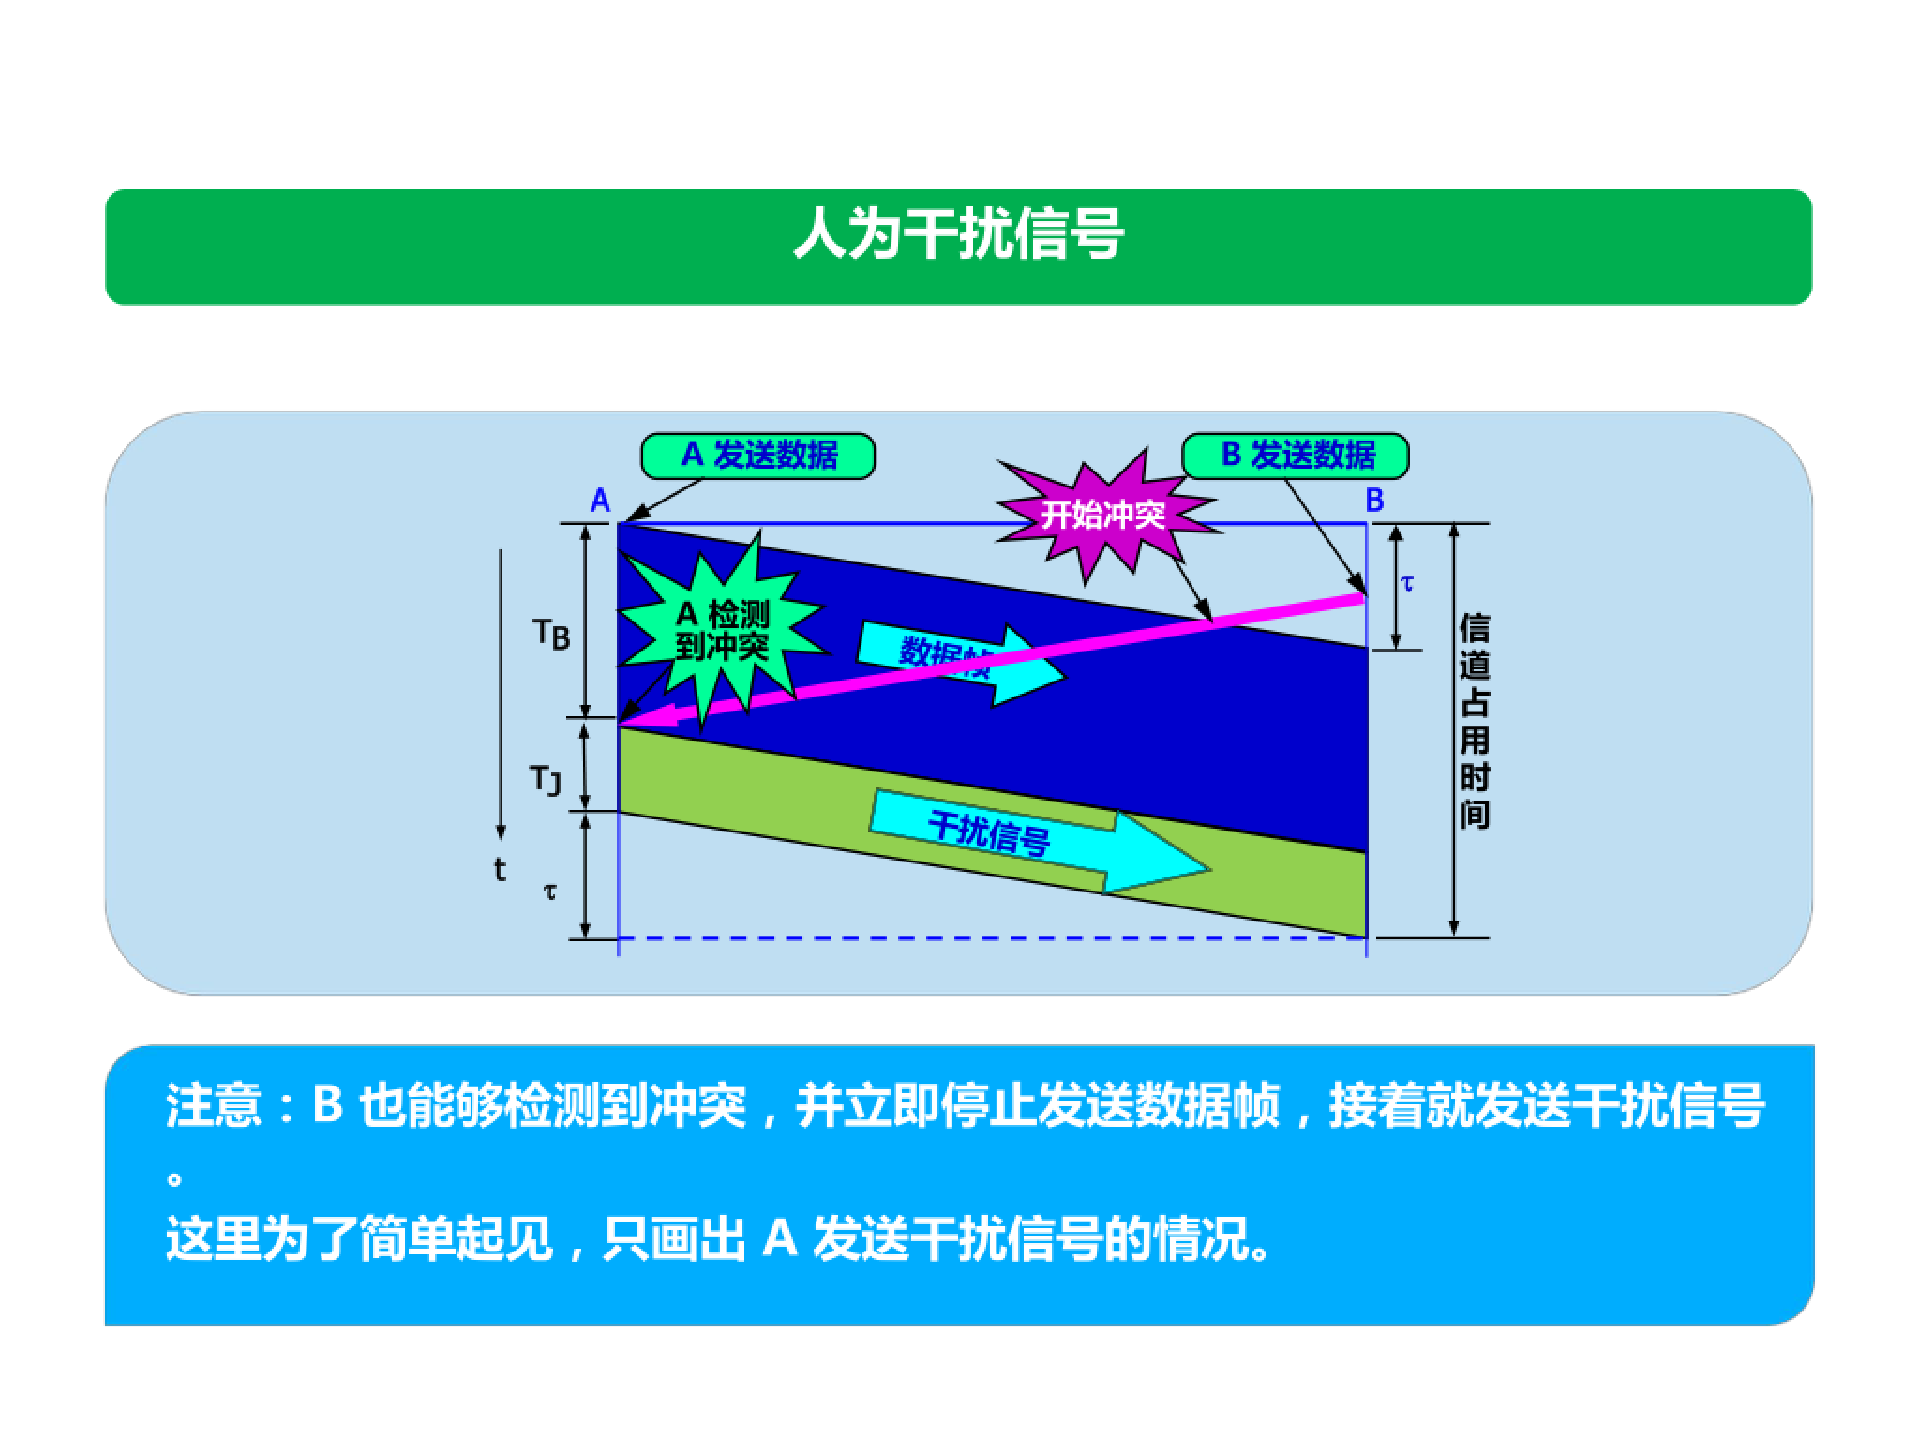 人为干扰信号
A 发送数据
B 发送数据
A
B
开始冲突
A 检测
到冲突
τ
TB
数据帧
信道占用时间
TJ
干扰信号
t
τ
注意：B 也能够检测到冲突，并立即停止发送数据帧，接着就发送干扰信号
。
这里为了简单起见，只画出 A 发送干扰信号的情况。